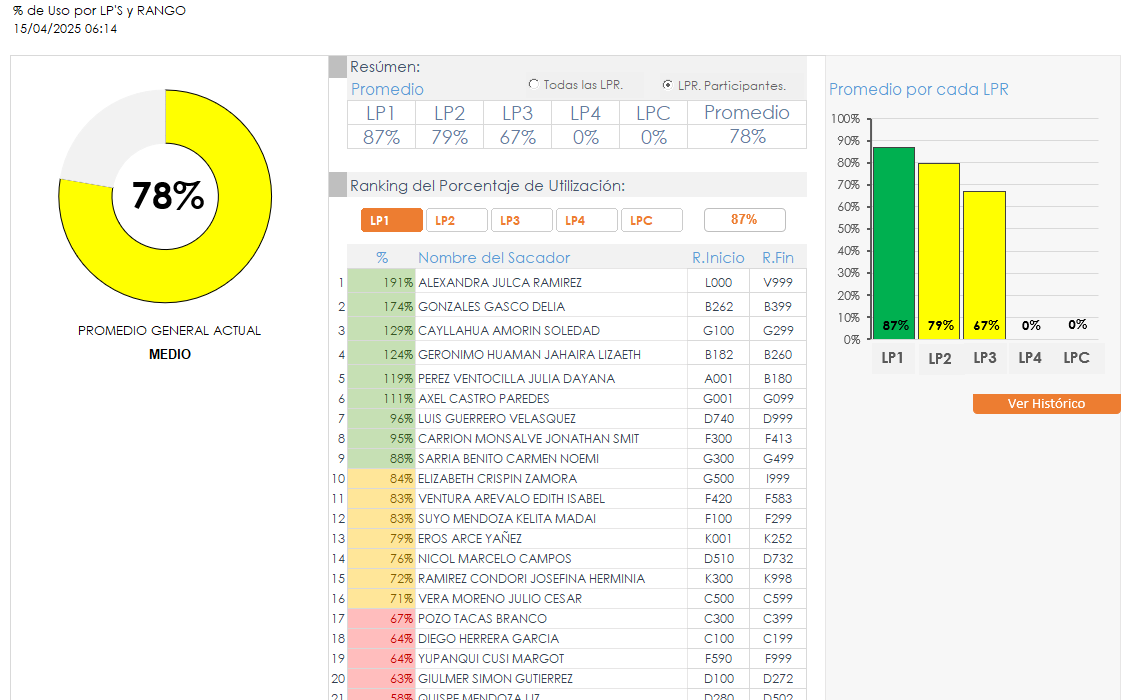 % de Uso por LP'S y RANGO
15/04/2025 06:14
78%
PROMEDIO GENERAL ACTUAL
MEDIO
Resúmen:
Promedio
Todas las LPR. LPR. Participantes.
LP1 LP2 LP3 LP4 LPC Promedio
87% 79% 67% 0% 0% 78%
Ranking del Porcentaje de Utilización:
LP1 LP2 LP3 LP4 LPC 87%
% Nombre del Sacador R.Inicio R.Fin
1 191% ALEXANDRA JULCA RAMIREZ L000 V999
2 174% GONZALES GASCO DELIA B262 B399
3 129% CAYLLAHUA AMORIN SOLEDAD G100 G299
4 124% GERONIMO HUAMAN JAHAIRA LIZAETH B182 B260
5 119% PEREZ VENTOCILLA JULIA DAYANA A001 B180
6 111% AXEL CASTRO PAREDES G001 G099
7 96% LUIS GUERRERO VELASQUEZ D740 D999
8 95% CARRION MONSALVE JONATHAN SMIT F300 F413
9 88% SARRIA BENITO CARMEN NOEMI G300 G499
10 84% ELIZABETH CRISPIN ZAMORA G500 I999
11 83% VENTURA AREVALO EDITH ISABEL F420 F583
12 83% SUYO MENDOZA KELITA MADAI F100 F299
13 79% EROS ARCE YAÑEZ K001 K252
14 76% NICOL MARCELO CAMPOS D510 D732
15 72% RAMIREZ CONDORI JOSEFINA HERMINIA K300 K998
16 71% VERA MORENO JULIO CESAR C500 C599
17 67% POZO TACAS BRANCO C300 C399
18 64% DIEGO HERRERA GARCIA C100 C199
19 64% YUPANQUI CUSI MARGOT F590 F999
20 63% GIULMER SIMON GUTIERREZ D100 D272
21 58% QUISPE MENDOZA LIZ D280 D502
Promedio por cada LPR
100%
90%
80%
70%
60%
50%
40%
30%
20%
10%
0%
87% 79% 67% 0% 0%
LP1 LP2 LP3 LP4 LPC
Ver Histórico